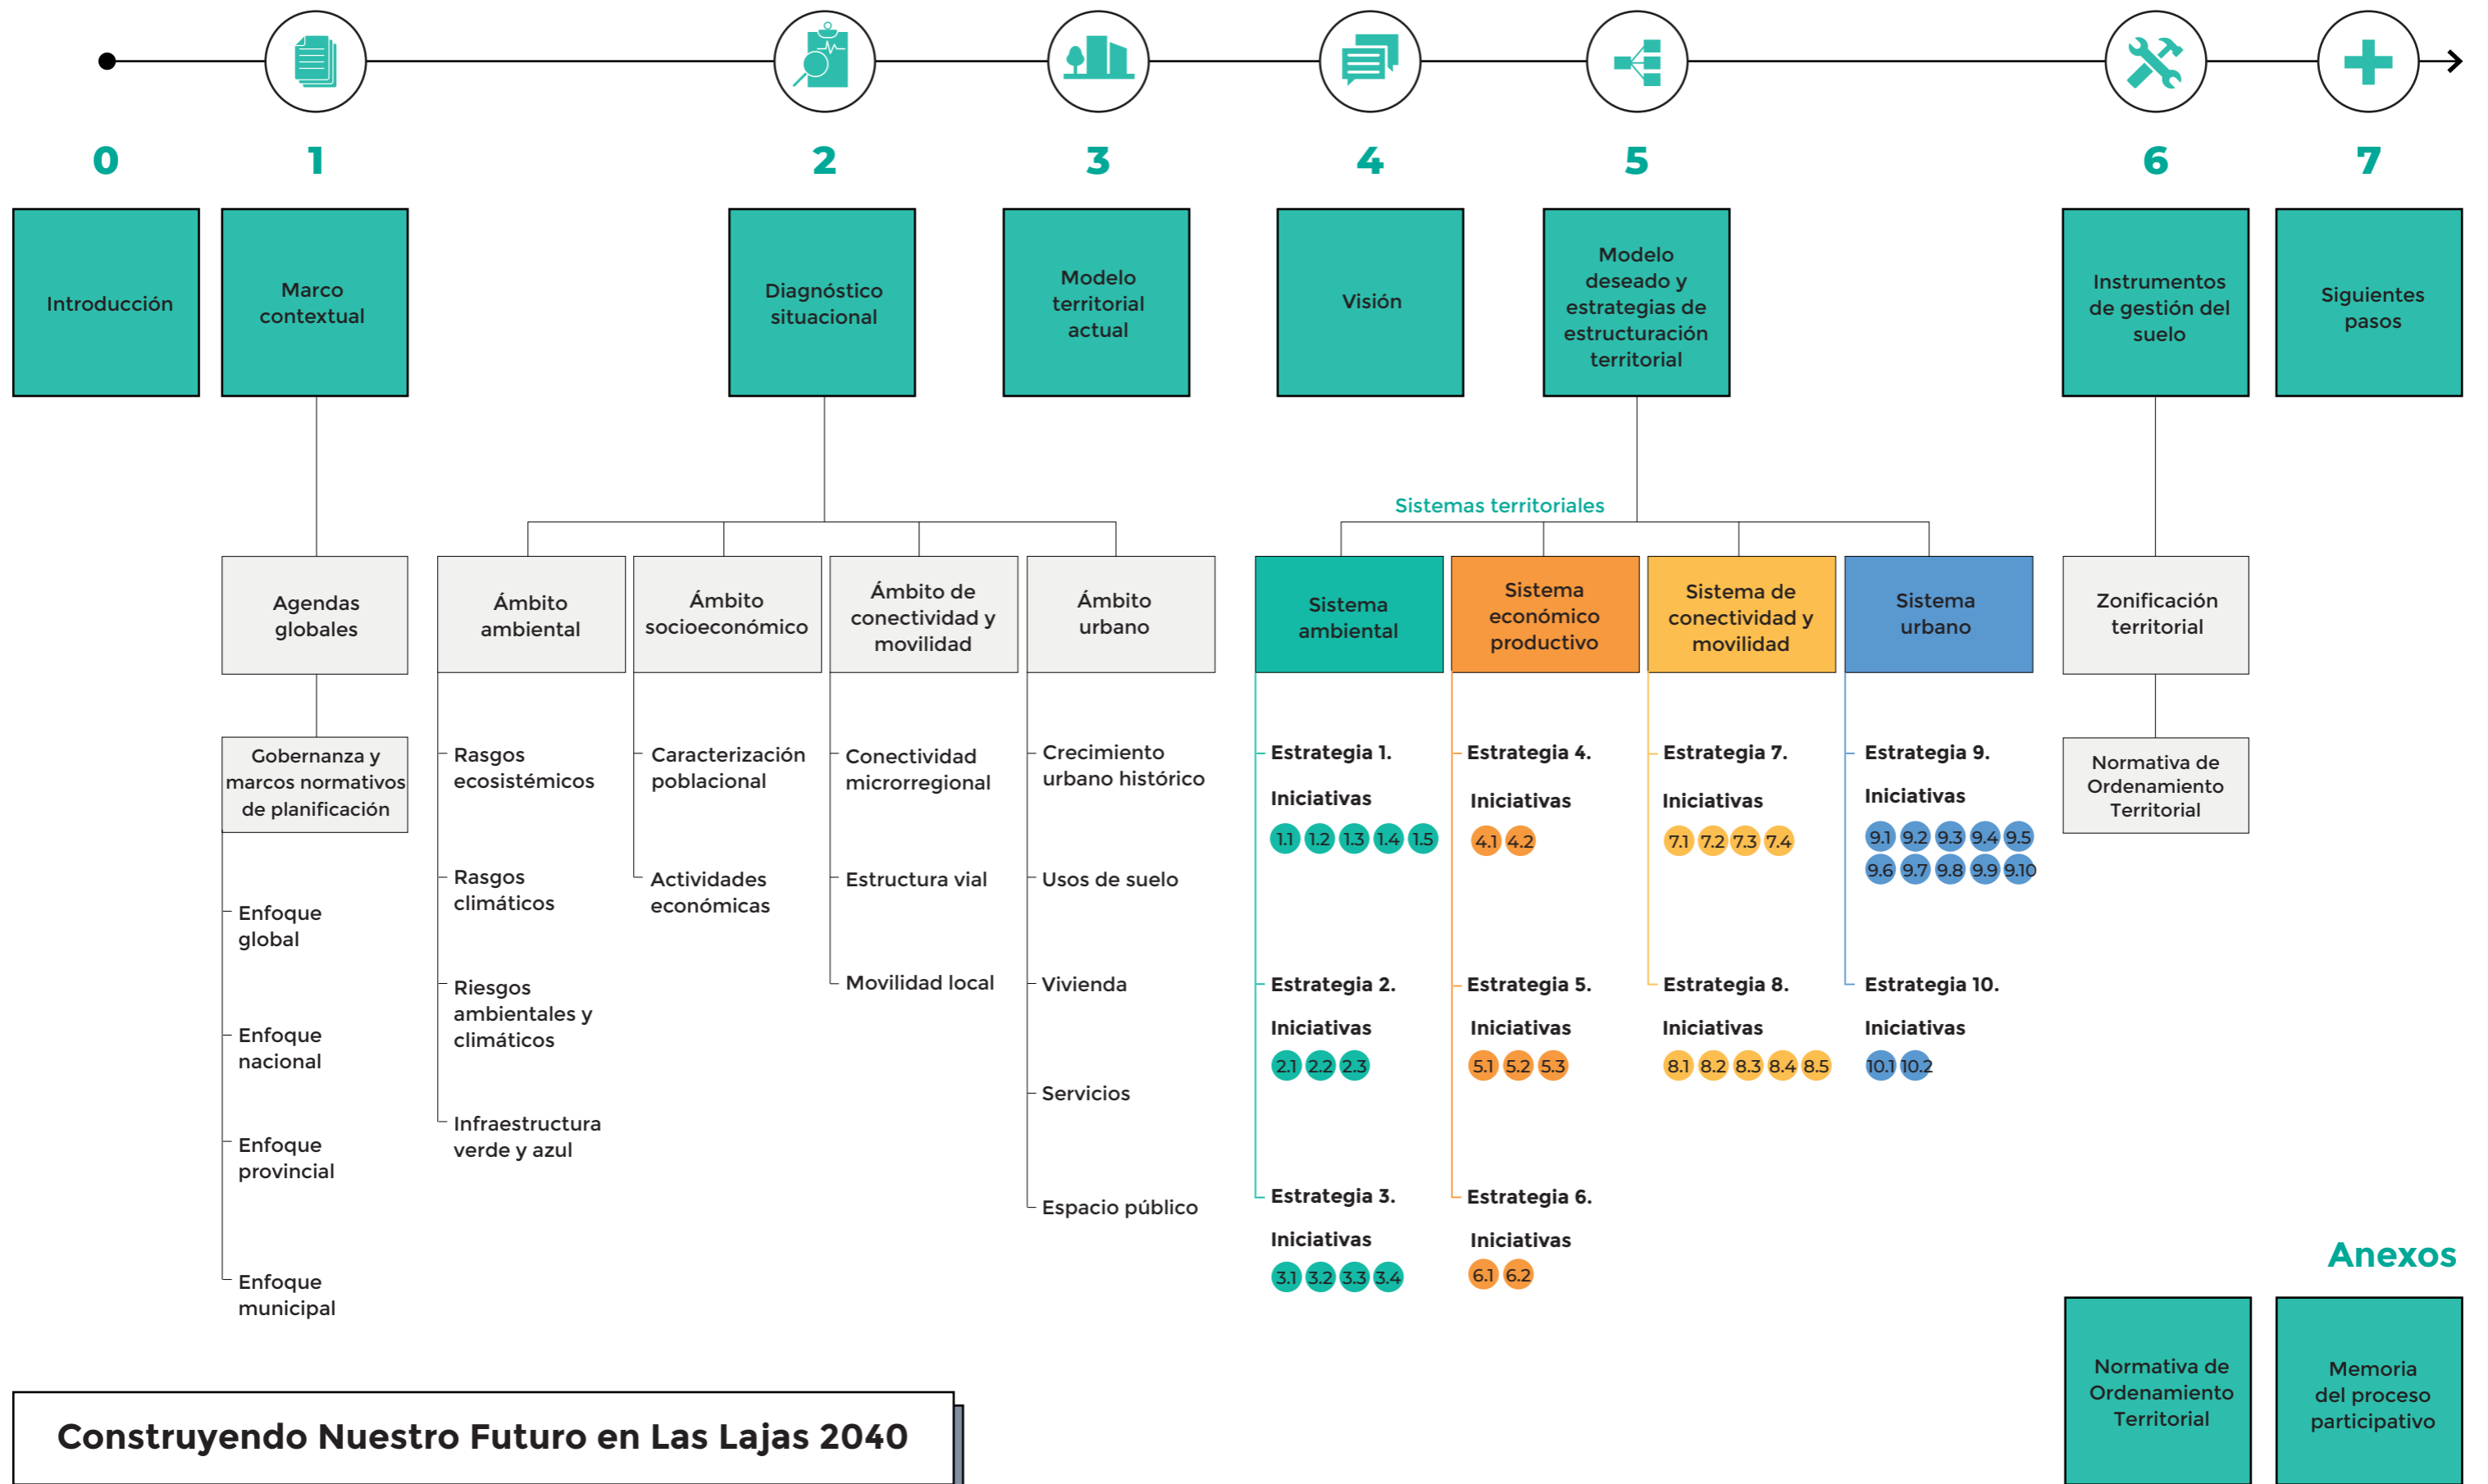 0
1
2
3
4
5
6
7
Introducción
Marco
contextual
Diagnóstico
situacional
Modelo
territorial
actual
Visión
Modelo
deseado y
estrategias de
estructuración
territorial
Instrumentos
de gestión del
suelo
Siguientes
pasos
Agendas
globales
Gobernanza y
marcos normativos
de planificación
Enfoque
global
Enfoque
nacional
Enfoque
provincial
Enfoque
municipal
Ámbito
ambiental
Rasgos
ecosistémicos
Rasgos
climáticos
Riesgos
ambientales y
climáticos
Infraestructura
verde y azul
Ámbito
socioeconómico
Caracterización
poblacional
Actividades
económicas
Ámbito de
conectividad y
movilidad
Conectividad
microrregional
Estructura vial
Movilidad local
Ámbito
urbano
Crecimiento
urbano histórico
Usos de suelo
Vivienda
Servicios
Espacio público
Sistemas territoriales
Sistema
ambiental
Estrategia 1.
Iniciativas
1.1 1.2 1.3 1.4 1.5
Estrategia 2.
Iniciativas
2.1 2.2 2.3
Estrategia 3.
Iniciativas
3.1 3.2 3.3 3.4
Sistema
económico
productivo
Estrategia 4.
Iniciativas
4.1 4.2
Estrategia 5.
Iniciativas
5.1 5.2 5.3
Estrategia 6.
Iniciativas
6.1 6.2
Sistema de
conectividad y
movilidad
Estrategia 7.
Iniciativas
7.1 7.2 7.3 7.4
Estrategia 8.
Iniciativas
8.1 8.2 8.3 8.4 8.5
Sistema
urbano
Estrategia 9.
Iniciativas
9.1 9.2 9.3 9.4 9.5
9.6 9.7 9.8 9.9 9.10
Estrategia 10.
Iniciativas
10.1 10.2
Zonificación
territorial
Normativa de
Ordenamiento
Territorial
Anexos
Normativa de
Ordenamiento
Territorial
Memoria
del proceso
participativo
Construyendo Nuestro Futuro en Las Lajas 2040